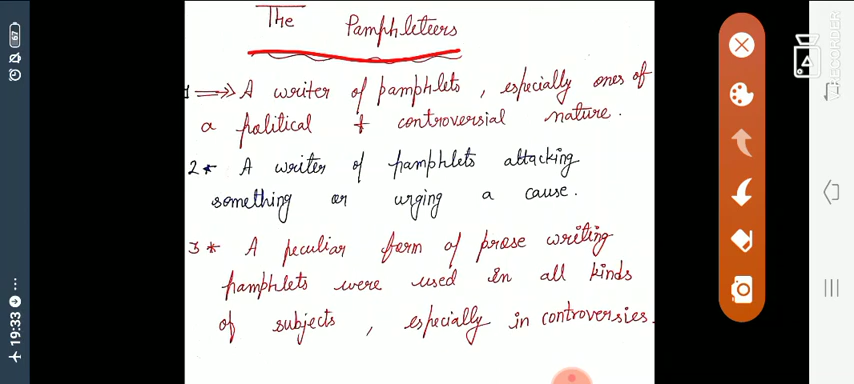 The Pamphleteers
1 ⇒ A writer of pamphlets, especially ones of
a political + controversial nature.
2* A writer of pamphlets attacking
something or urging a cause.
3* A peculiar form of prose writing
pamphlets were used in all kinds
of subjects, especially in controversies.
67
19:33
V-RECORDER